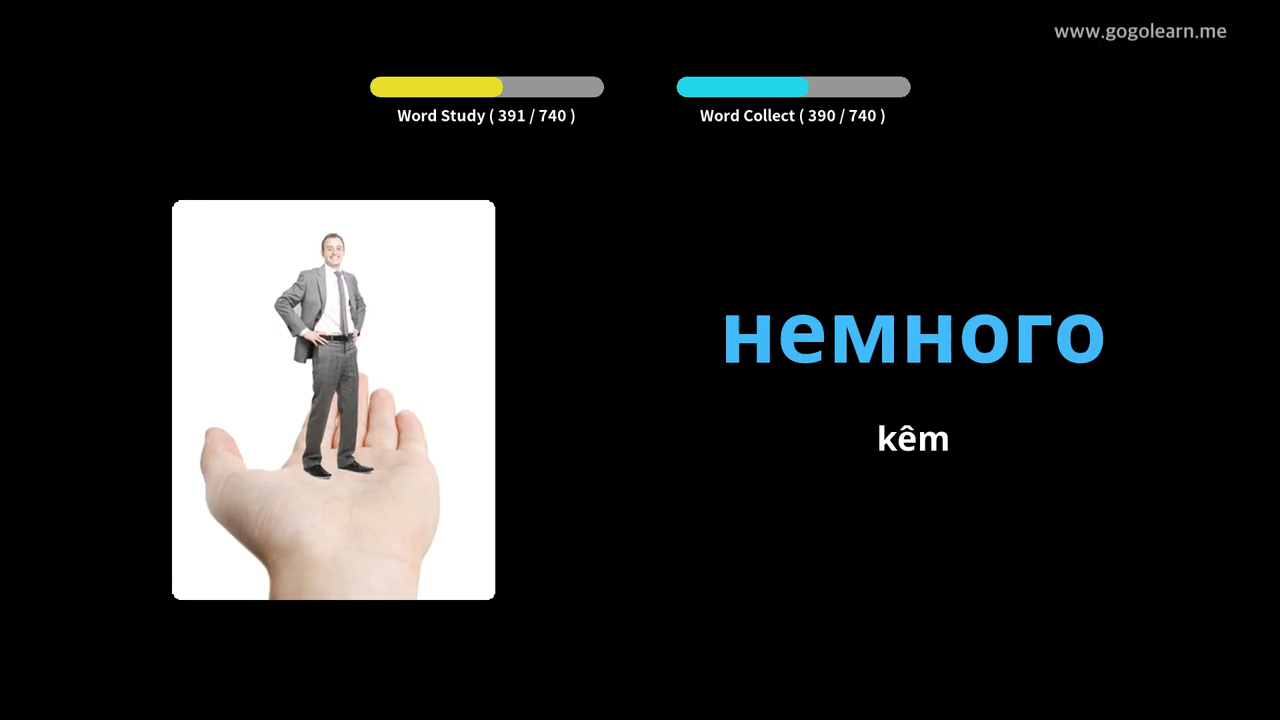 www.gogolearn.me
Word Study ( 391 / 740 )
Word Collect ( 390 / 740 )
немного
kêm